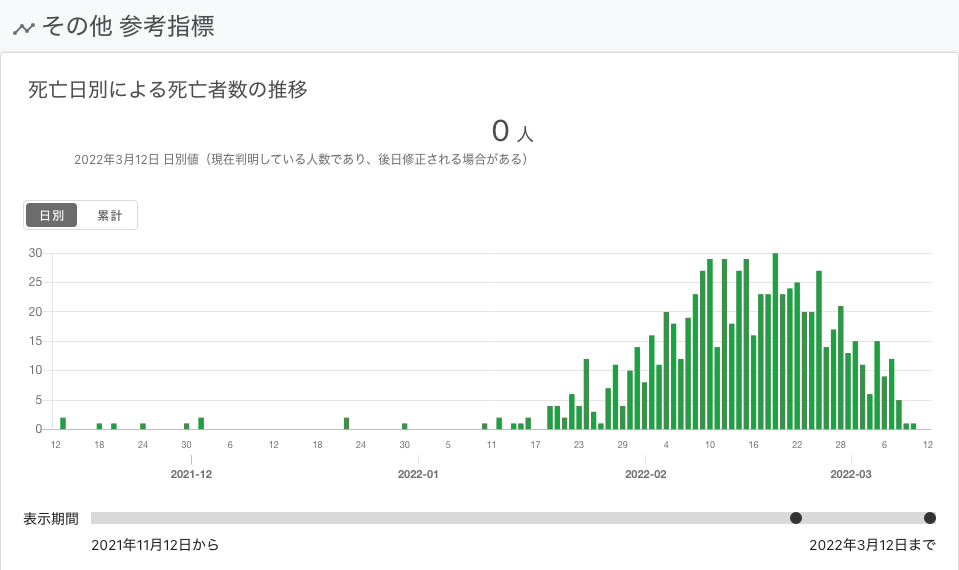 その他 参考指標
死亡日別による死亡者数の推移
0 人
2022年3月12日 日別値（現在判明している人数であり、後日修正される場合がある）
日別 累計
30
25
20
15
10
5
0
12 18 24 30 6 12 18 24 30 5 11 17 23 29 4 10 16 22 28 6 12
2021-12 2022-01 2022-02 2022-03
表示期間
2021年11月12日から 2022年3月12日まで